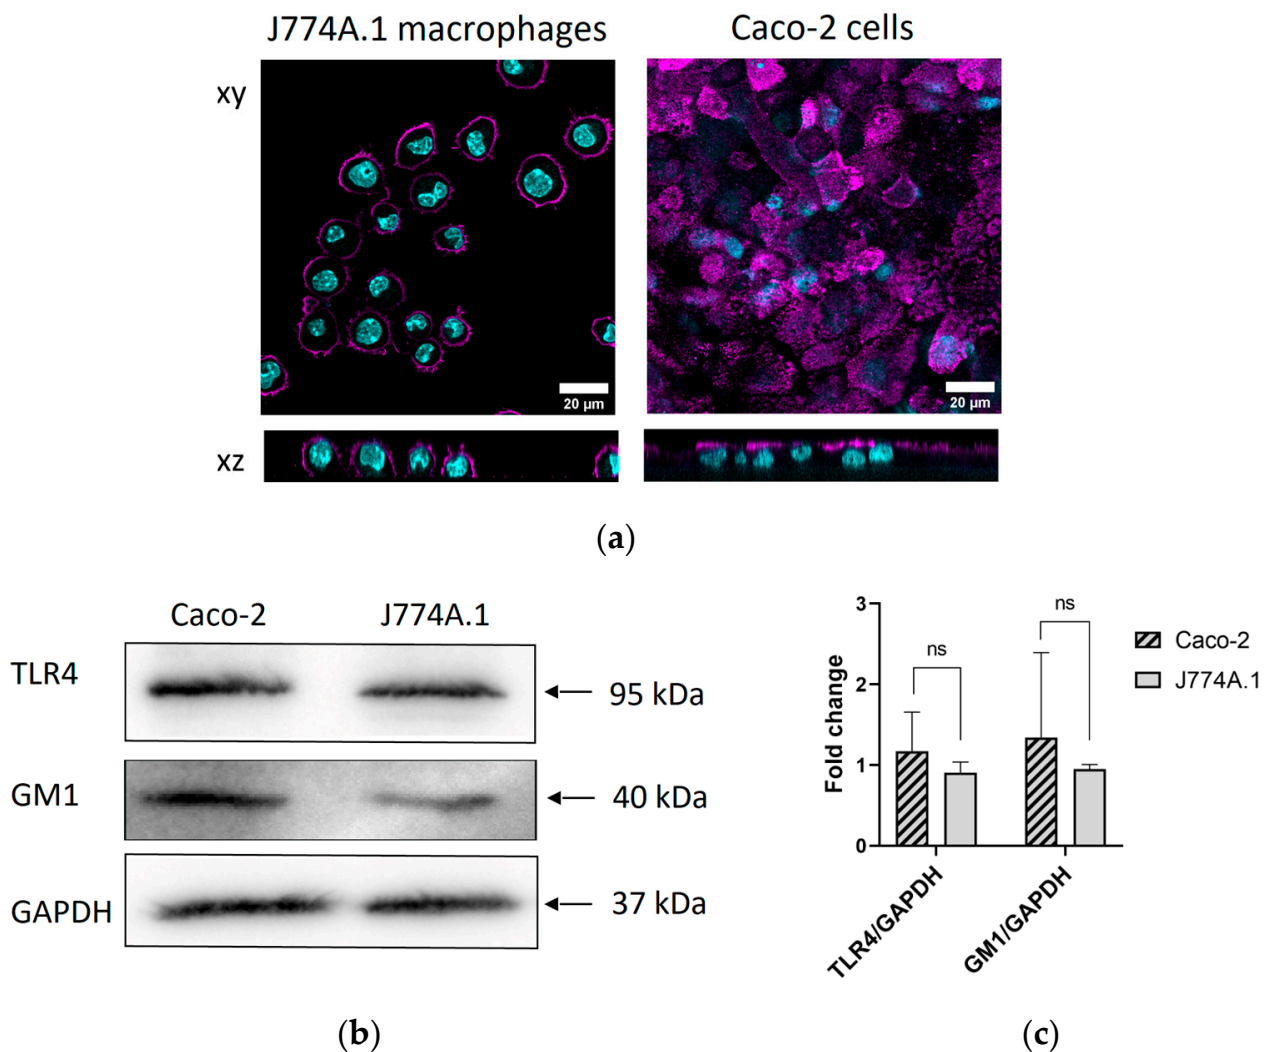 J774A.1 macrophages
Caco-2 cells
xy
20 µm
20 µm
xz
(a)
Caco-2
J774A.1
TLR4
95 kDa
GM1
40 kDa
GAPDH
37 kDa
(b)
3
2
1
0
Fold change
ns
ns
Caco-2
J774A.1
TLR4/GAPDH
GM1/GAPDH
(c)